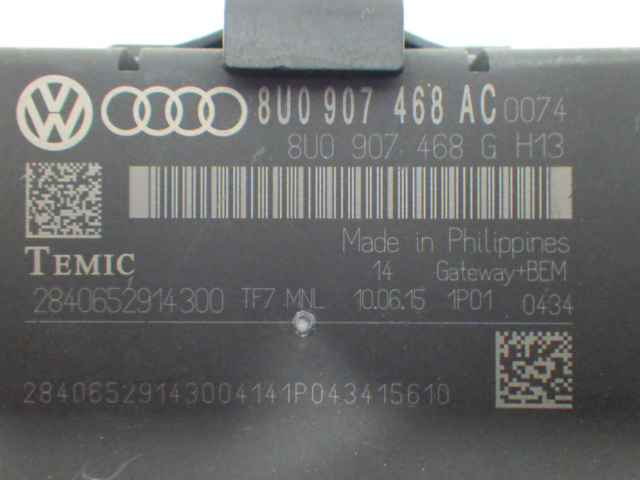 8U0 907 468 AC 0074
8U0 907 468 G H13
Made in Philippines
TEMIC 14 Gateway+BEM
2840652914300 TF7 MNL 10.06.15 1P01 0434
28406529143004141P043415610